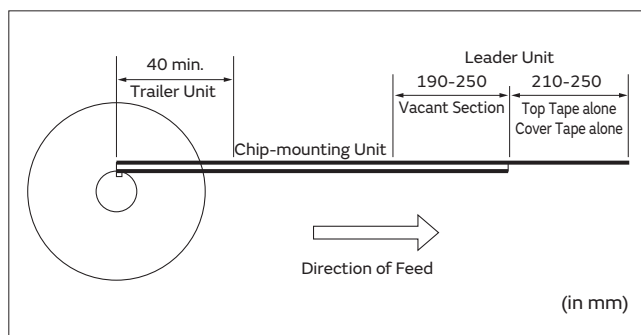 Leader Unit
40 min.
190-250
210-250
Trailer Unit
Vacant Section
Top Tape alone
Cover Tape alone
Chip-mounting Unit
Direction of Feed
(in mm)